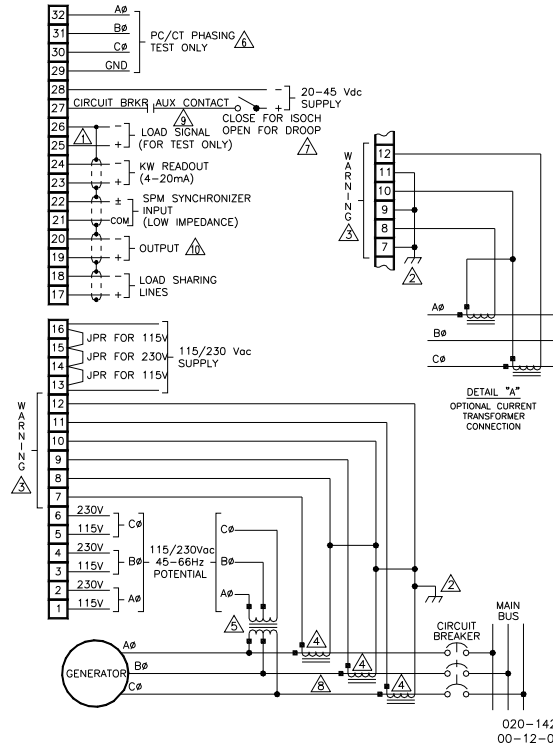 32 AØ
31 BØ
30 CØ
29 GND
PC/CT PHASING
TEST ONLY 6
28 -
27 CIRCUIT BRKR AUX CONTACT +
9
20-45 Vdc
SUPPLY
CLOSE FOR ISOCH
OPEN FOR DROOP
7
26 1 -
25 +
LOAD SIGNAL
(FOR TEST ONLY)
24 -
23 +
KW READOUT
(4-20mA)
22 ±
21 COM
SPM SYNCHRONIZER
INPUT
(LOW IMPEDANCE)
20 -
19 +
OUTPUT 10
18 -
17 +
LOAD SHARING
LINES
WARNING
3
12
11
10
9
8
7
2
AØ
BØ
CØ
DETAIL "A"
OPTIONAL CURRENT
TRANSFORMER
CONNECTION
16
JPR FOR 115V
15
JPR FOR 230V
14
JPR FOR 115V
13
115/230 Vac
SUPPLY
WARNING
3
12
11
10
9
8
7
6 230V
5 115V
CØ
4 230V
3 115V
BØ
2 230V
1 115V
AØ
115/230Vac
45-66Hz
POTENTIAL
CØ
BØ
AØ
5
2
GENERATOR
AØ
BØ
CØ
4
4
4
8
CIRCUIT
BREAKER
MAIN
BUS
020-142
00-12-0